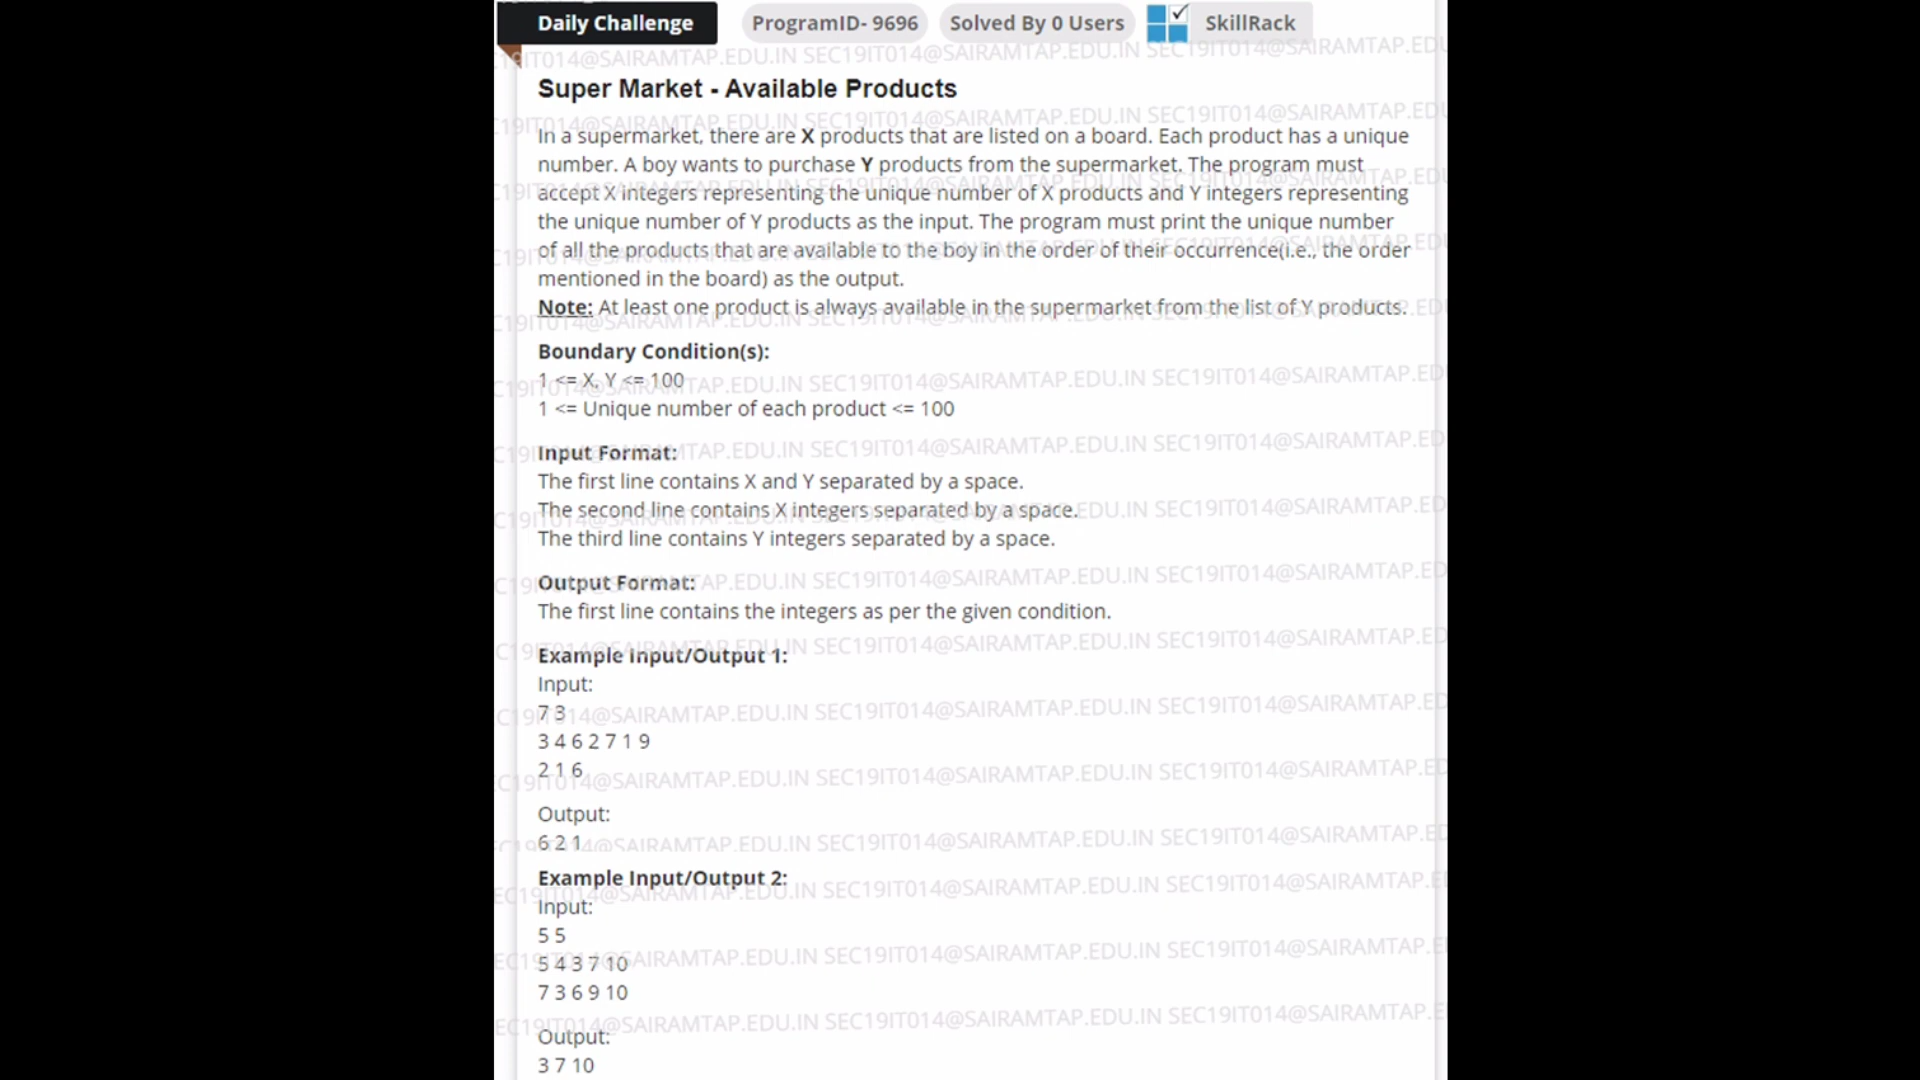 Daily Challenge
ProgramID- 9696
Solved By 0 Users
SkillRack
Super Market - Available Products
In a supermarket, there are X products that are listed on a board. Each product has a unique
number. A boy wants to purchase Y products from the supermarket. The program must
accept X integers representing the unique number of X products and Y integers representing
the unique number of Y products as the input. The program must print the unique number
of all the products that are available to the boy in the order of their occurrence(i.e., the order
mentioned in the board) as the output.
Note: At least one product is always available in the supermarket from the list of Y products.
Boundary Condition(s):
1 <= X, Y <= 100
1 <= Unique number of each product <= 100
Input Format:
The first line contains X and Y separated by a space.
The second line contains X integers separated by a space.
The third line contains Y integers separated by a space.
Output Format:
The first line contains the integers as per the given condition.
Example Input/Output 1:
Input:
7 3
3 4 6 2 7 1 9
2 1 6
Output:
6 2 1
Example Input/Output 2:
Input:
5 5
5 4 3 7 10
7 3 6 9 10
Output:
3 7 10
SEC19IT014@SAIRAMTAP.EDU.IN